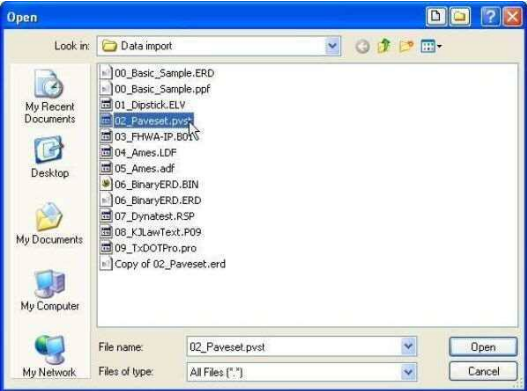 Open
Look in:
Data import
My Recent
Documents
Desktop
My Documents
My Computer
My Network
00_Basic_Sample.ERD
00_Basic_Sample.ppf
01_Dipstick.ELV
02_Paveset.pvst
03_FHWA-IP.B01
04_Ames.LDF
05_Ames.adf
06_BinaryERD.BIN
06_BinaryERD.ERD
07_Dynatest.RSP
08_KJLawText.P09
09_TxDOTPro.pro
Copy of 02_Paveset.erd
File name:
02_Paveset.pvst
Open
Files of type:
All Files (*.*)
Cancel